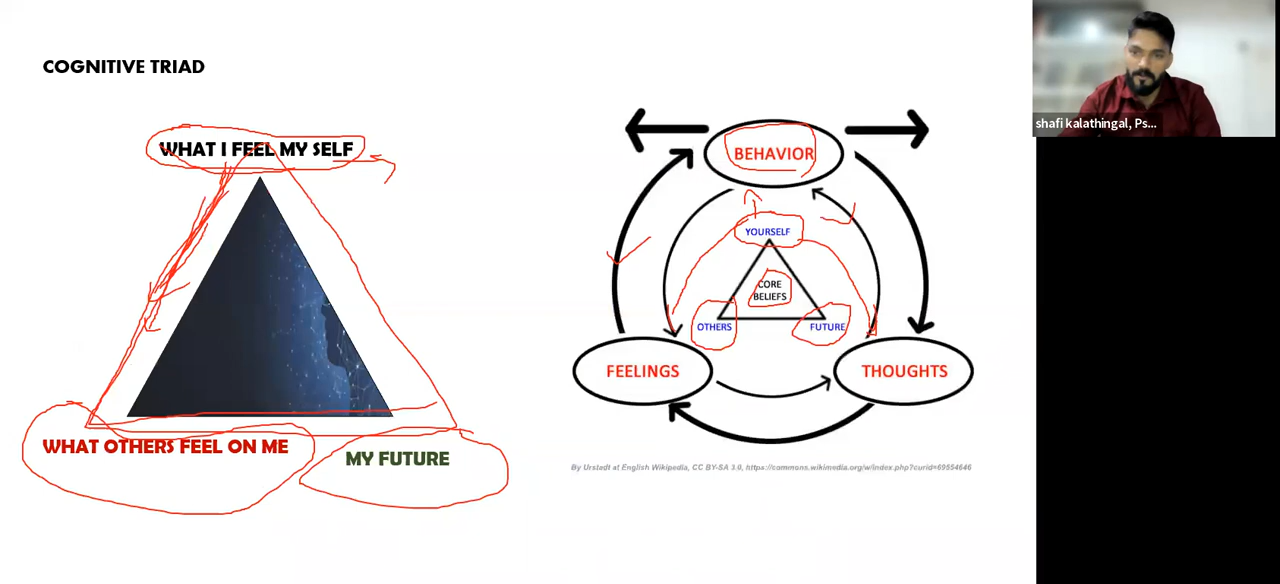 COGNITIVE TRIAD
WHAT I FEEL MY SELF
WHAT OTHERS FEEL ON ME
MY FUTURE
BEHAVIOR
YOURSELF
CORE
BELIEFS
OTHERS
FUTURE
FEELINGS
THOUGHTS
By Urstadt at English Wikipedia, CC BY-SA 3.0, https://commons.wikimedia.org/w/index.php?curid=69554646
shafi kalathingal, Ps...